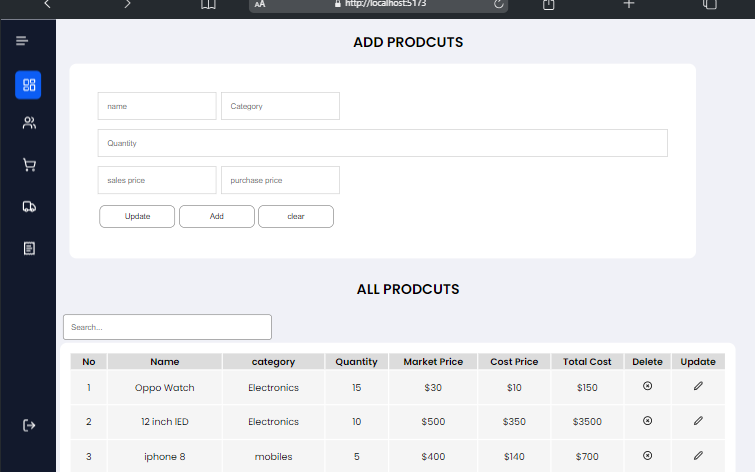 AA http://localhost:5173
ADD PRODCUTS
name Category
Quantity
sales price purchase price
Update Add clear
ALL PRODCUTS
Search...
No Name category Quantity Market Price Cost Price Total Cost Delete Update
1 Oppo Watch Electronics 15 $30 $10 $150
2 12 inch lED Electronics 10 $500 $350 $3500
3 iphone 8 mobiles 5 $400 $140 $700